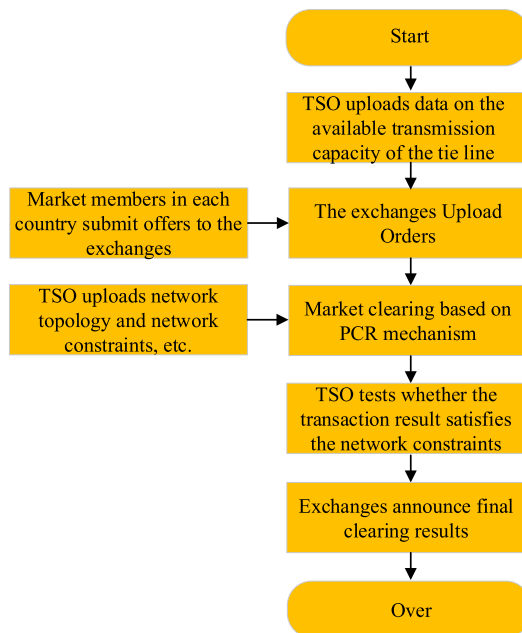 Start
TSO uploads data on the
available transmission
capacity of the tie line
Market members in each
country submit offers to the
exchanges
The exchanges Upload
Orders
TSO uploads network
topology and network
constraints, etc.
Market clearing based on
PCR mechanism
TSO tests whether the
transaction result satisfies
the network constraints
Exchanges announce final
clearing results
Over